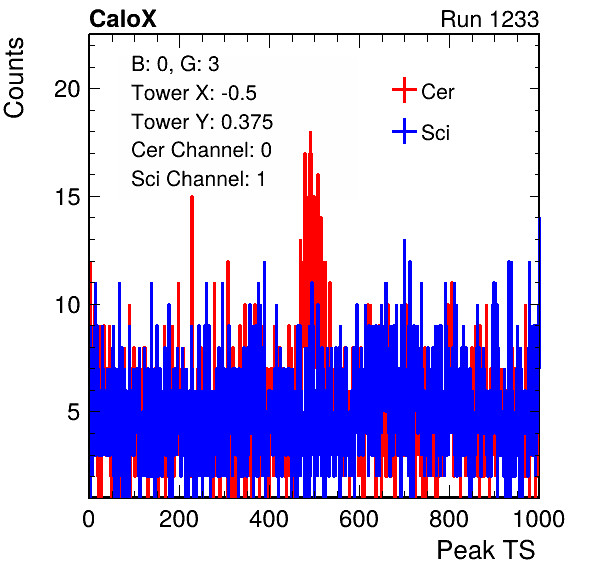 CaloX
Run 1233
Counts
B: 0, G: 3
Tower X: -0.5
Tower Y: 0.375
Cer Channel: 0
Sci Channel: 1
Cer
Sci
20
15
10
5
0
200
400
600
800
1000
Peak TS